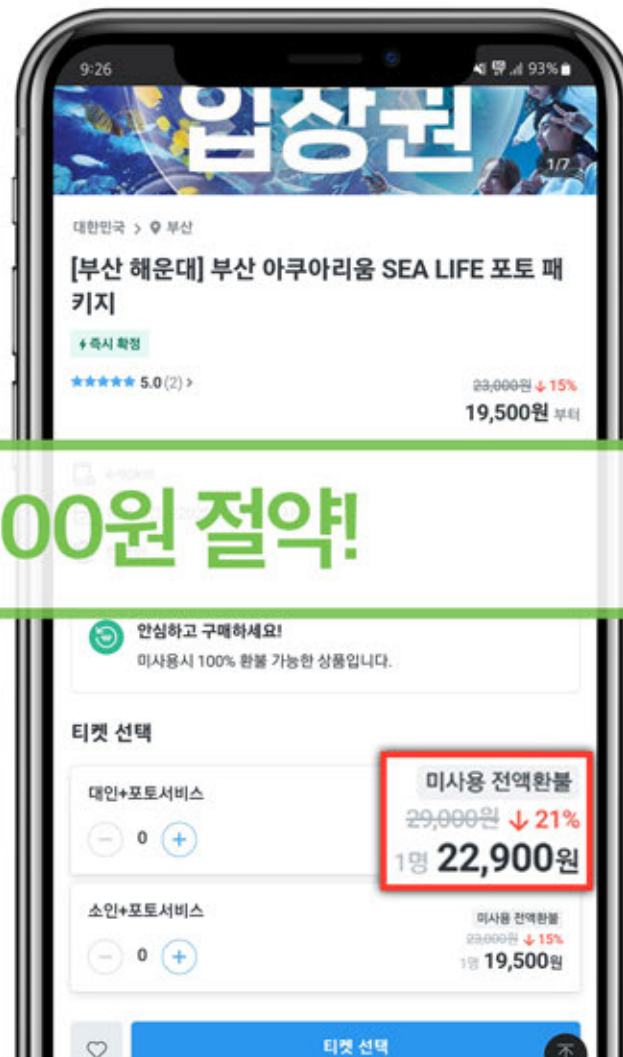 9:26
93%
입장권
1/7
대한민국 > 부산
[부산 해운대] 부산 아쿠아리움 SEA LIFE 포토 패
키지
즉시 확정
★★★★★ 5.0 (2) >
23,000원 ↓ 15%
19,500원 부터
00원 절약!
안심하고 구매하세요!
미사용시 100% 환불 가능한 상품입니다.
티켓 선택
미사용 전액환불
대인+포토서비스
29,000원 ↓ 21%
− 0 +
1명 22,900원
소인+포토서비스
미사용 전액환불
23,000원 ↓ 15%
− 0 +
1명 19,500원
티켓 선택